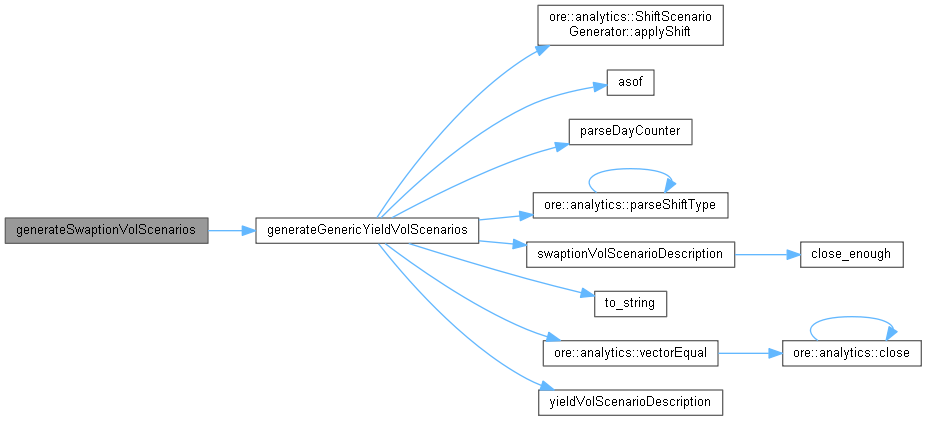 ore::analytics::ShiftScenario
Generator::applyShift
asof
parseDayCounter
ore::analytics::parseShiftType
generateSwaptionVolScenarios
generateGenericYieldVolScenarios
swaptionVolScenarioDescription
close_enough
to_string
ore::analytics::vectorEqual
ore::analytics::close
yieldVolScenarioDescription